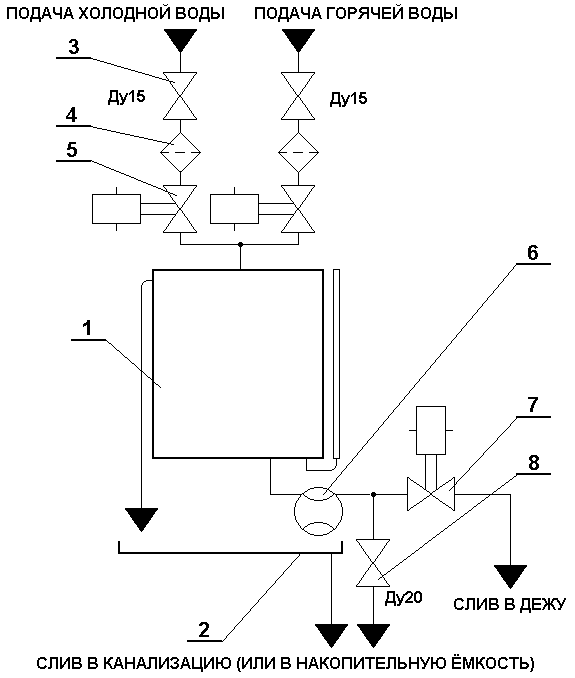 ПОДАЧА ХОЛОДНОЙ ВОДЫ
ПОДАЧА ГОРЯЧЕЙ ВОДЫ
3
Ду15
Ду15
4
5
6
1
7
8
2
Ду20
СЛИВ В ДЕЖУ
СЛИВ В КАНАЛИЗАЦИЮ (ИЛИ В НАКОПИТЕЛЬНУЮ ЁМКОСТЬ)